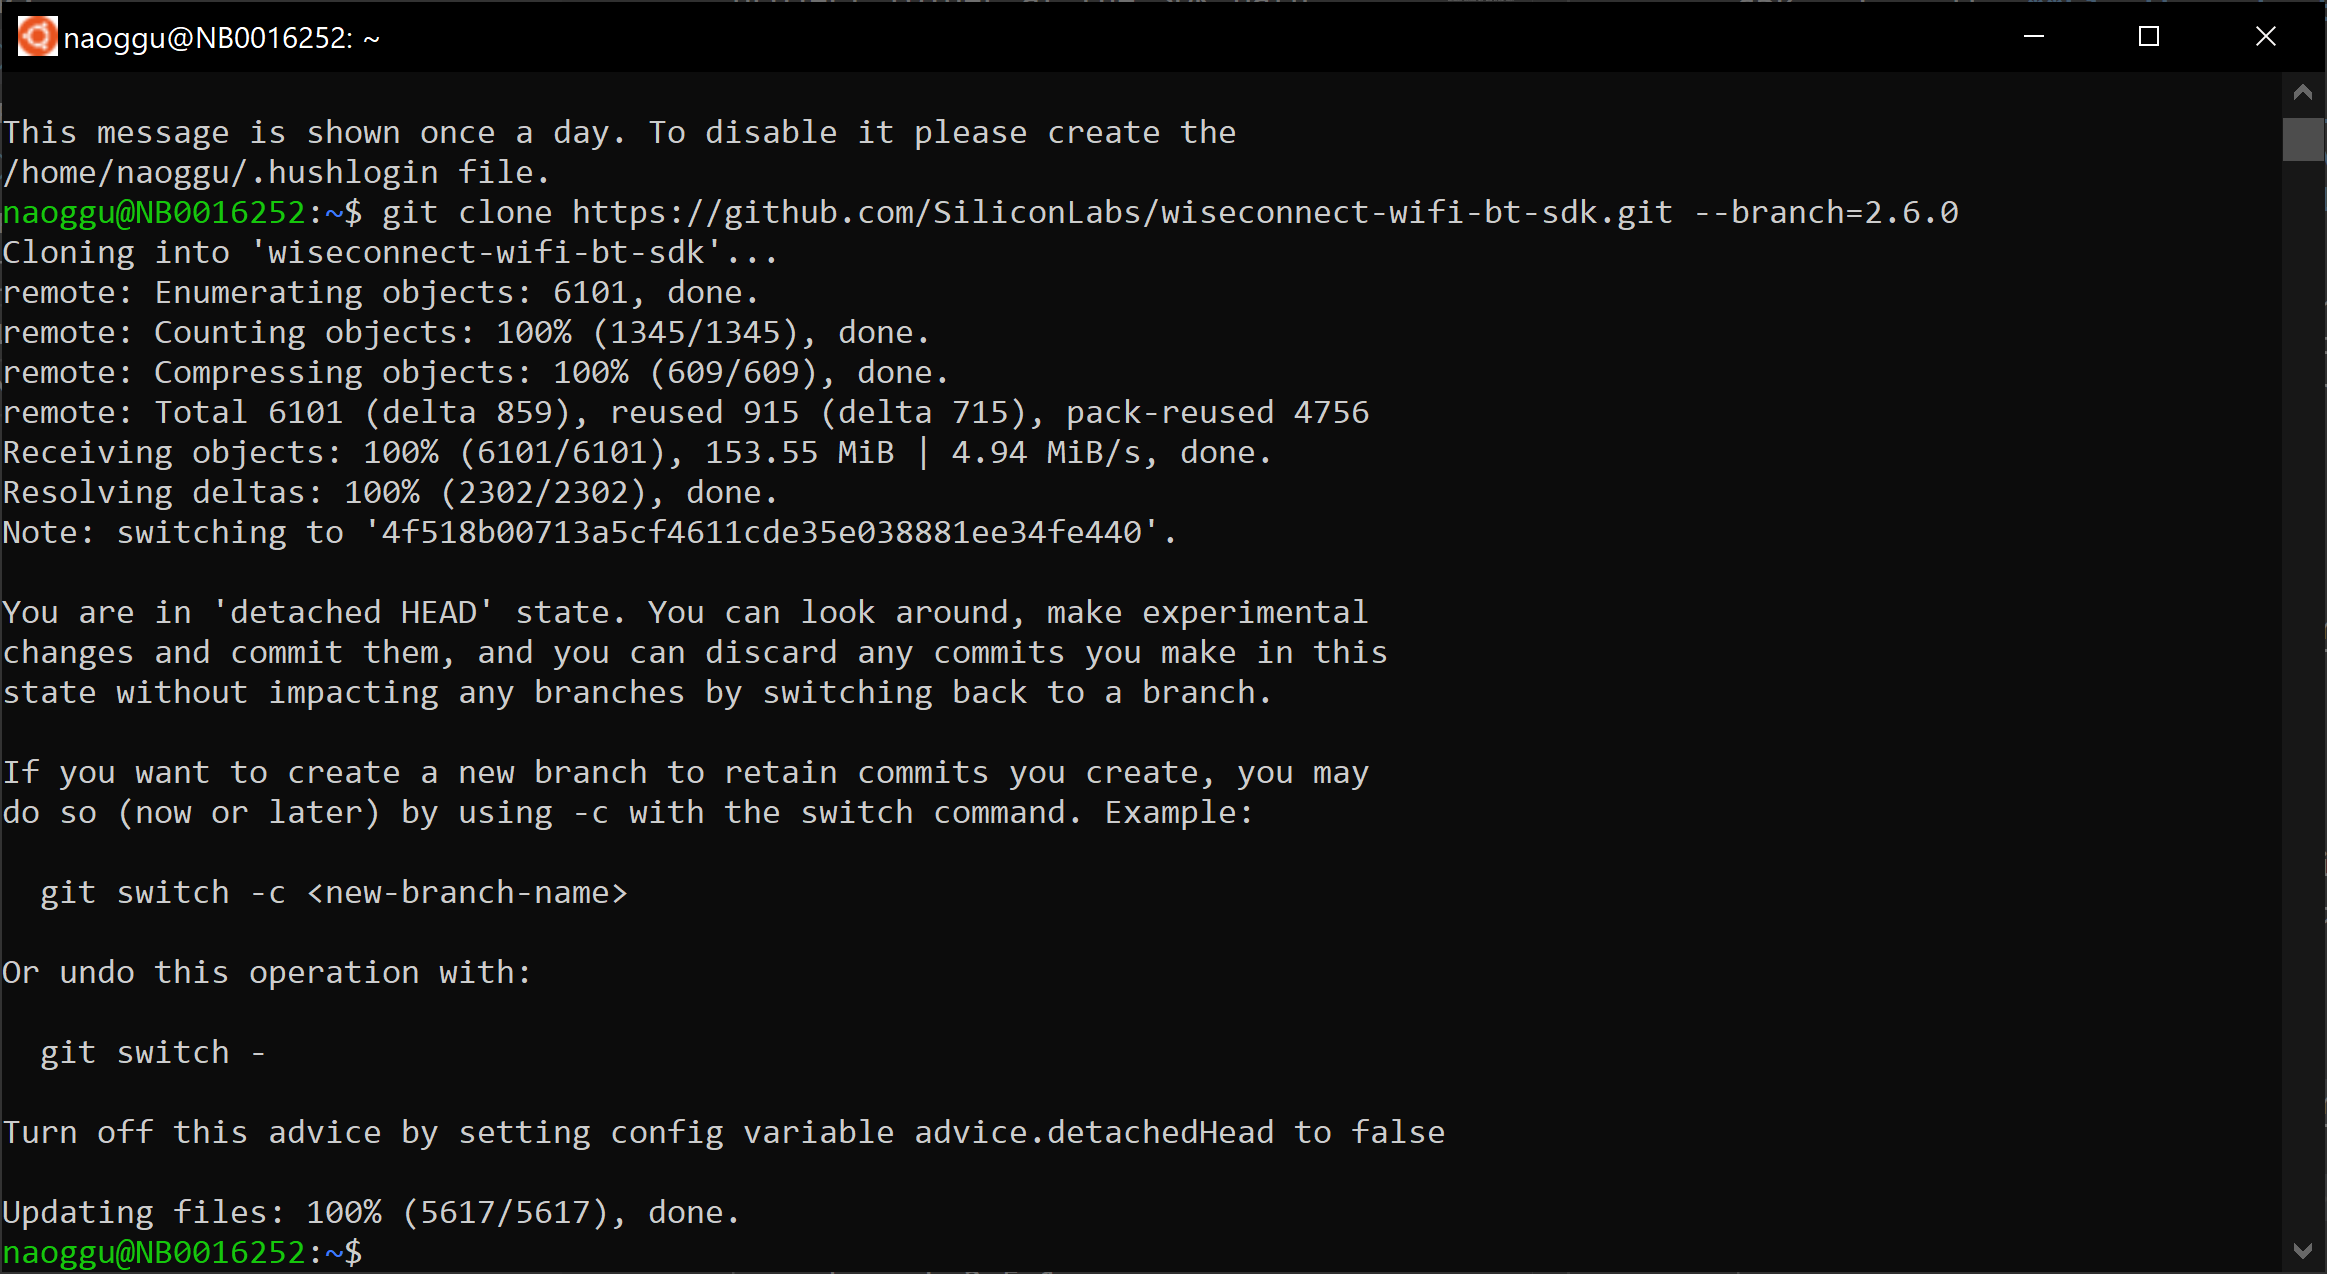 naoggu@NB0016252: ~
This message is shown once a day. To disable it please create the
/home/naoggu/.hushlogin file.
naoggu@NB0016252:~$ git clone https://github.com/SiliconLabs/wiseconnect-wifi-bt-sdk.git --branch=2.6.0
Cloning into 'wiseconnect-wifi-bt-sdk'...
remote: Enumerating objects: 6101, done.
remote: Counting objects: 100% (1345/1345), done.
remote: Compressing objects: 100% (609/609), done.
remote: Total 6101 (delta 859), reused 915 (delta 715), pack-reused 4756
Receiving objects: 100% (6101/6101), 153.55 MiB | 4.94 MiB/s, done.
Resolving deltas: 100% (2302/2302), done.
Note: switching to '4f518b00713a5cf4611cde35e038881ee34fe440'.
You are in 'detached HEAD' state. You can look around, make experimental
changes and commit them, and you can discard any commits you make in this
state without impacting any branches by switching back to a branch.
If you want to create a new branch to retain commits you create, you may
do so (now or later) by using -c with the switch command. Example:
git switch -c <new-branch-name>
Or undo this operation with:
git switch -
Turn off this advice by setting config variable advice.detachedHead to false
Updating files: 100% (5617/5617), done.
naoggu@NB0016252:~$